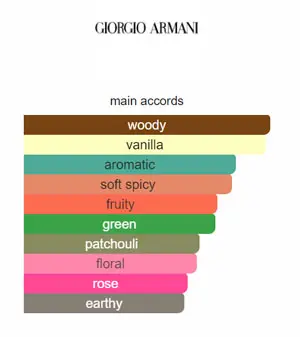 GIORGIO ARMANI
main accords
woody
vanilla
aromatic
soft spicy
fruity
green
patchouli
floral
rose
earthy